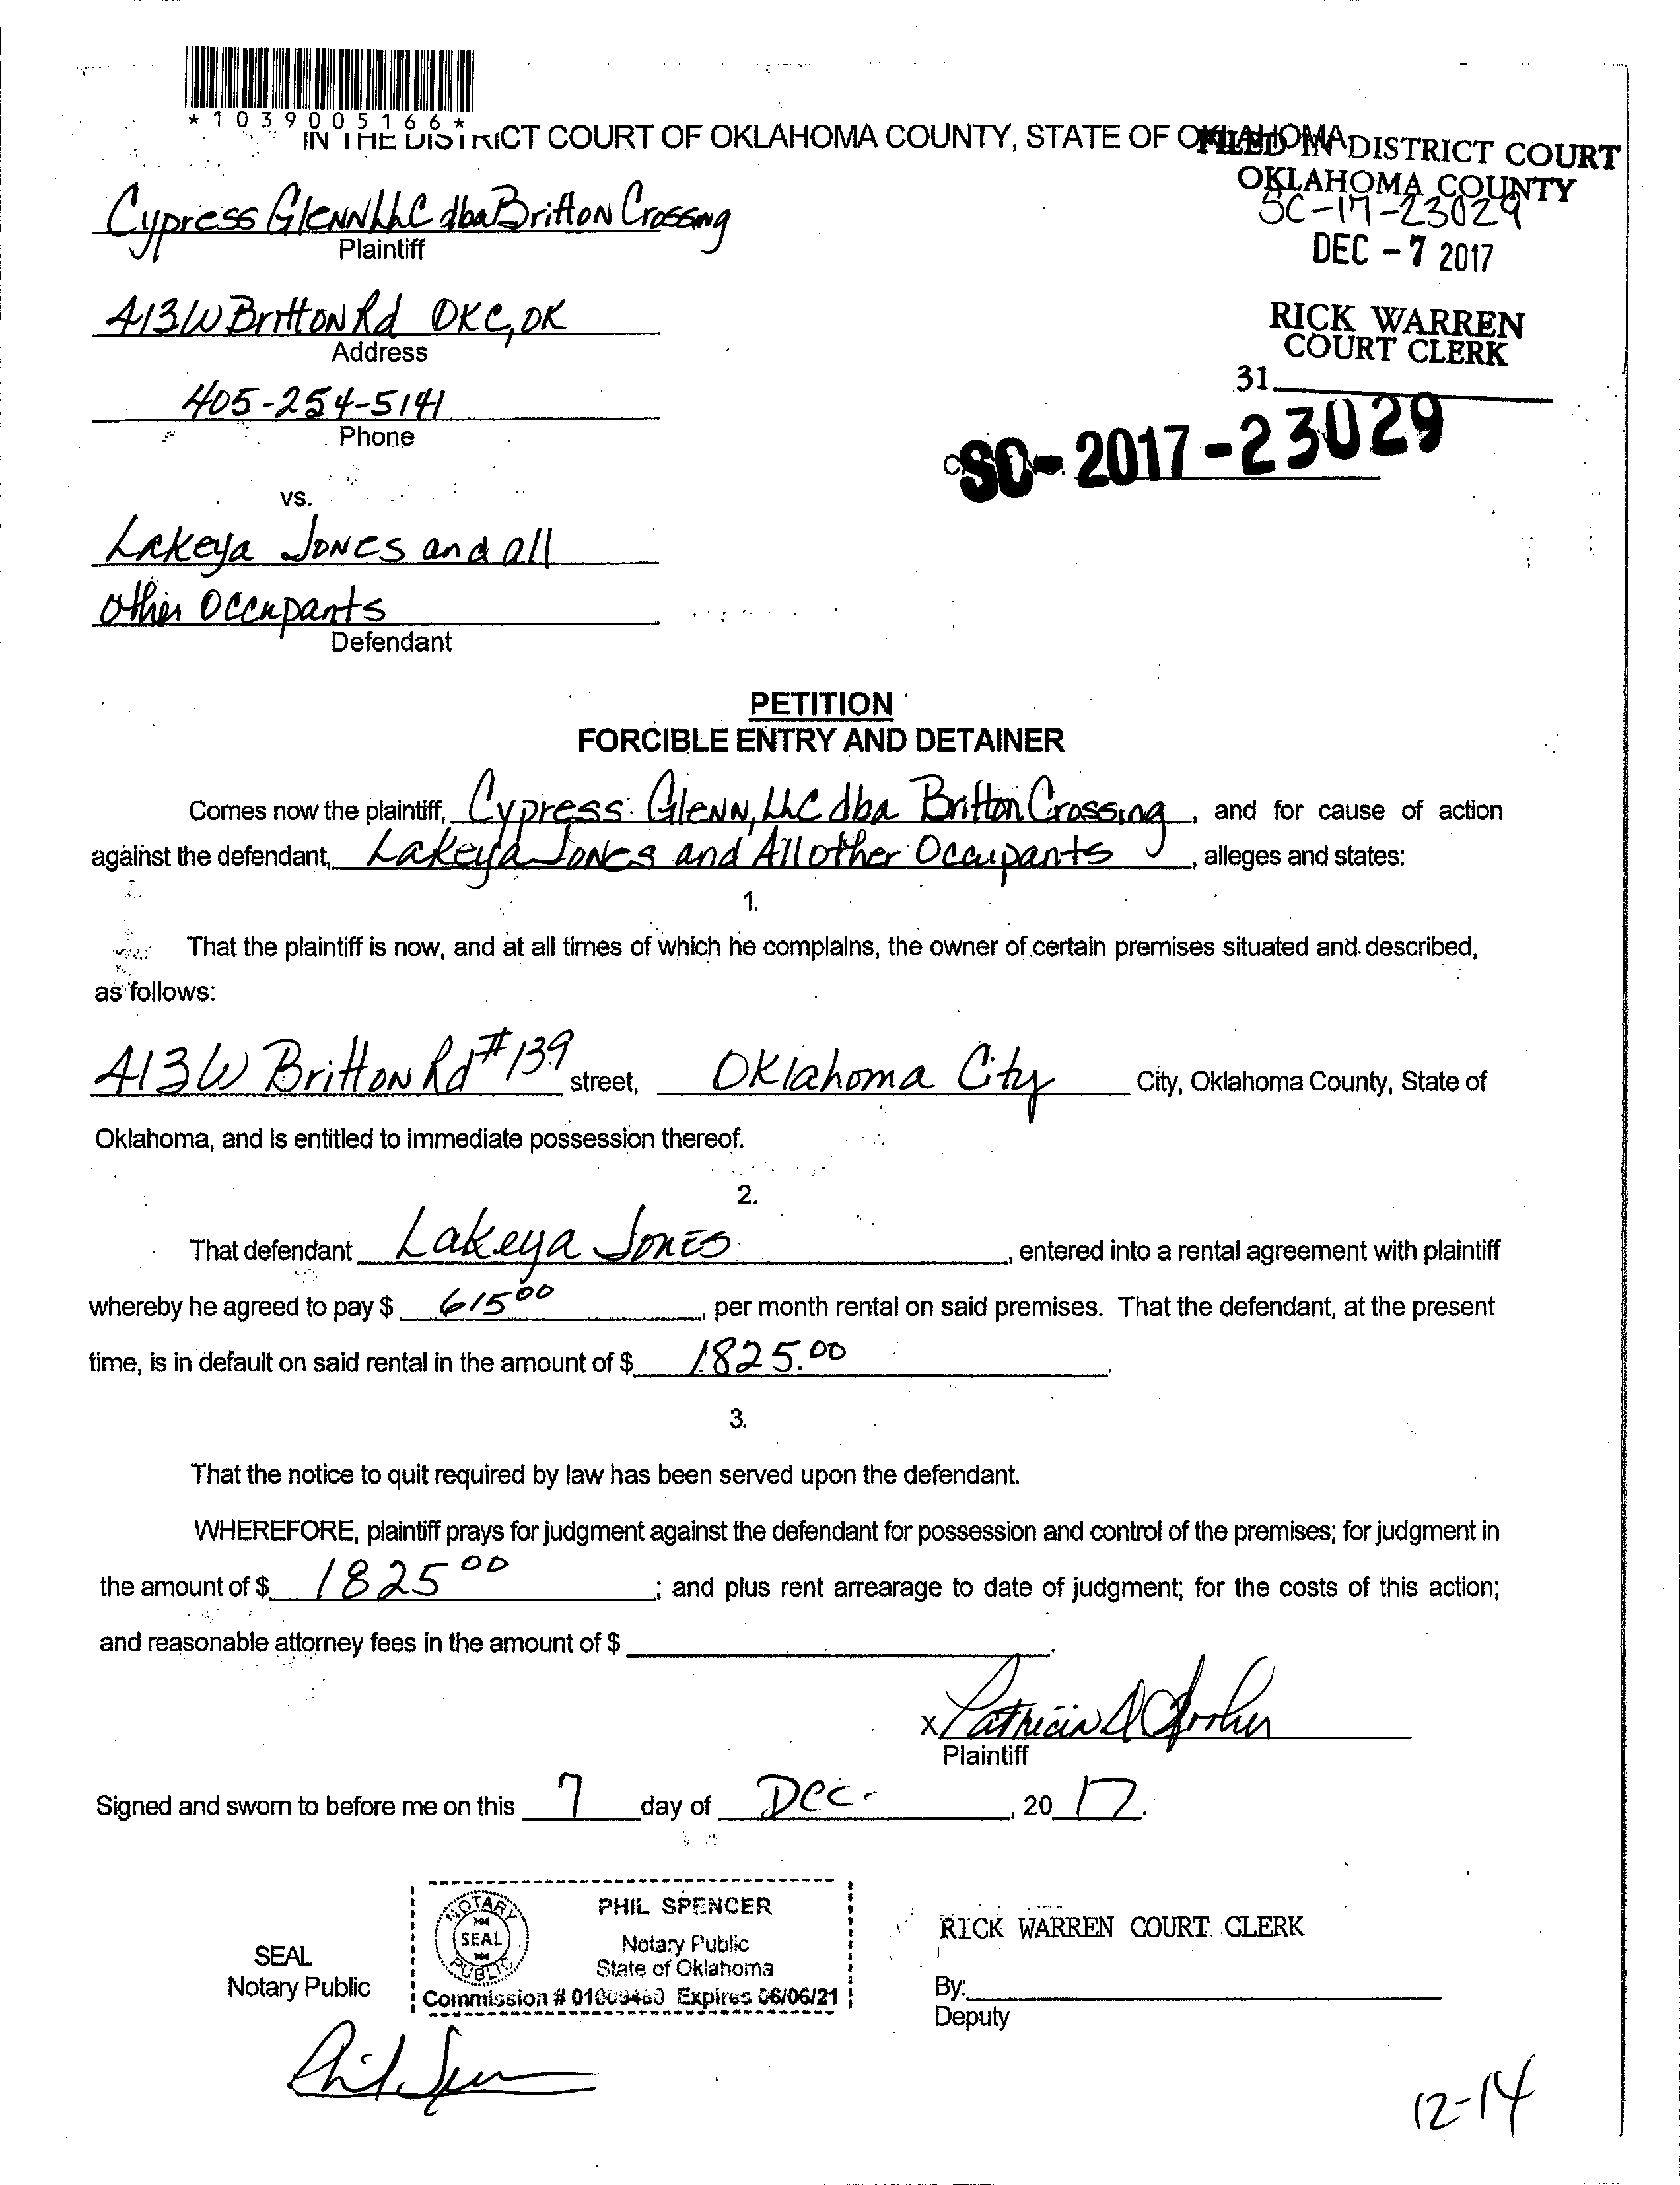 *1039005166*
IN THE DISTRICT COURT OF OKLAHOMA COUNTY, STATE OF OKLAHOMA
FILED IN DISTRICT COURT
OKLAHOMA COUNTY
SC-17-23029
DEC - 7 2017
RICK WARREN
COURT CLERK
31
SC- 2017-23029
Cypress Glenn LLC dba Britton Crossing
Plaintiff
413 W Britton Rd OKC, OK
Address
405-254-5141
Phone
vs.
Lakeya Jones and all
other Occupants
Defendant
PETITION
FORCIBLE ENTRY AND DETAINER
Comes now the plaintiff, Cypress Glenn, LLC dba Britton Crossing, and for cause of action
against the defendant, Lakeya Jones and All other Occupants, alleges and states:
1.
That the plaintiff is now, and at all times of which he complains, the owner of certain premises situated and described,
as follows:
413 W Britton Rd #139 street, Oklahoma City City, Oklahoma County, State of
Oklahoma, and is entitled to immediate possession thereof.
2.
That defendant Lakeya Jones, entered into a rental agreement with plaintiff
whereby he agreed to pay $ 615 00, per month rental on said premises. That the defendant, at the present
time, is in default on said rental in the amount of $ 1825.00.
3.
That the notice to quit required by law has been served upon the defendant.
WHEREFORE, plaintiff prays for judgment against the defendant for possession and control of the premises; for judgment in
the amount of $ 1825 00; and plus rent arrearage to date of judgment; for the costs of this action;
and reasonable attorney fees in the amount of $ .
x Patricia D
Plaintiff
Signed and sworn to before me on this 7 day of Dec., 20 17.
SEAL
Notary Public
NOTARY PUBLIC
SEAL
PHIL SPENCER
Notary Public
State of Oklahoma
Commission # Expires 06/06/21
Phil Spencer
RICK WARREN COURT CLERK
By:
Deputy
12-14